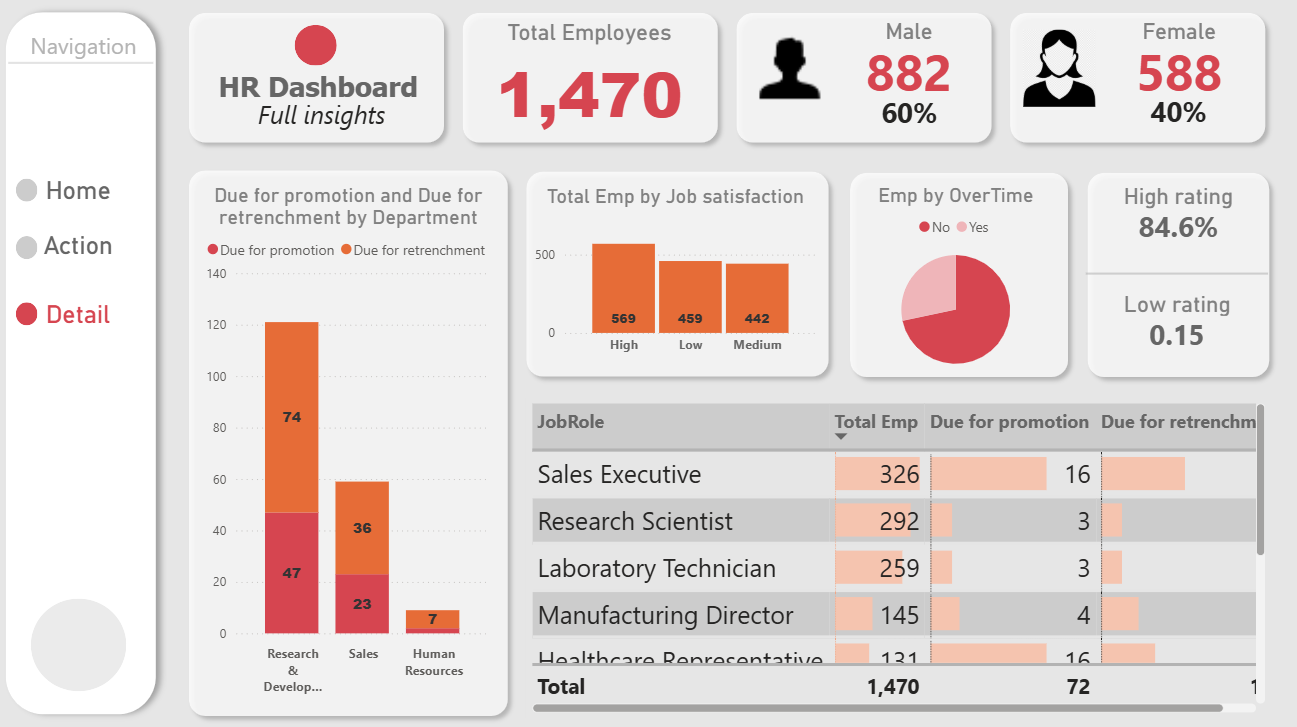 Navigation
Home
Action
Detail
HR Dashboard
Full insights
Total Employees
1,470
Male
882
60%
Female
588
40%
Due for promotion and Due for
retrenchment by Department
Due for promotion Due for retrenchment
140
120
100
80
60
40
20
0
74
47
36
23
7
Research
&
Develop...
Sales
Human
Resources
Total Emp by Job satisfaction
500
0
569 459 442
High Low Medium
Emp by OverTime
No Yes
High rating
84.6%
Low rating
0.15
JobRole Total Emp Due for promotion Due for retrenchm
Sales Executive 326 16
Research Scientist 292 3
Laboratory Technician 259 3
Manufacturing Director 145 4
Healthcare Representative 131 16
Total 1,470 72 1